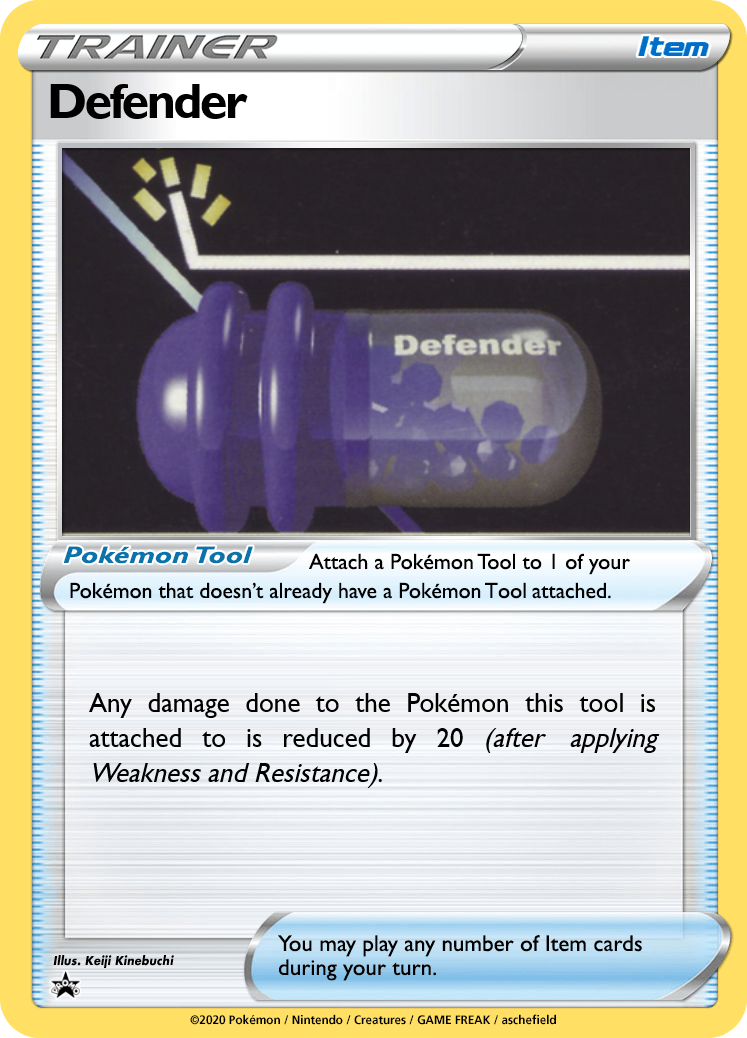 TRAINER
Item
Defender
Defender
Pokémon Tool
Attach a Pokémon Tool to 1 of your
Pokémon that doesn't already have a Pokémon Tool attached.
Any damage done to the Pokémon this tool is
attached to is reduced by 20 (after applying
Weakness and Resistance).
You may play any number of Item cards
during your turn.
Illus. Keiji Kinebuchi
PROMO
©2020 Pokémon / Nintendo / Creatures / GAME FREAK / aschefield